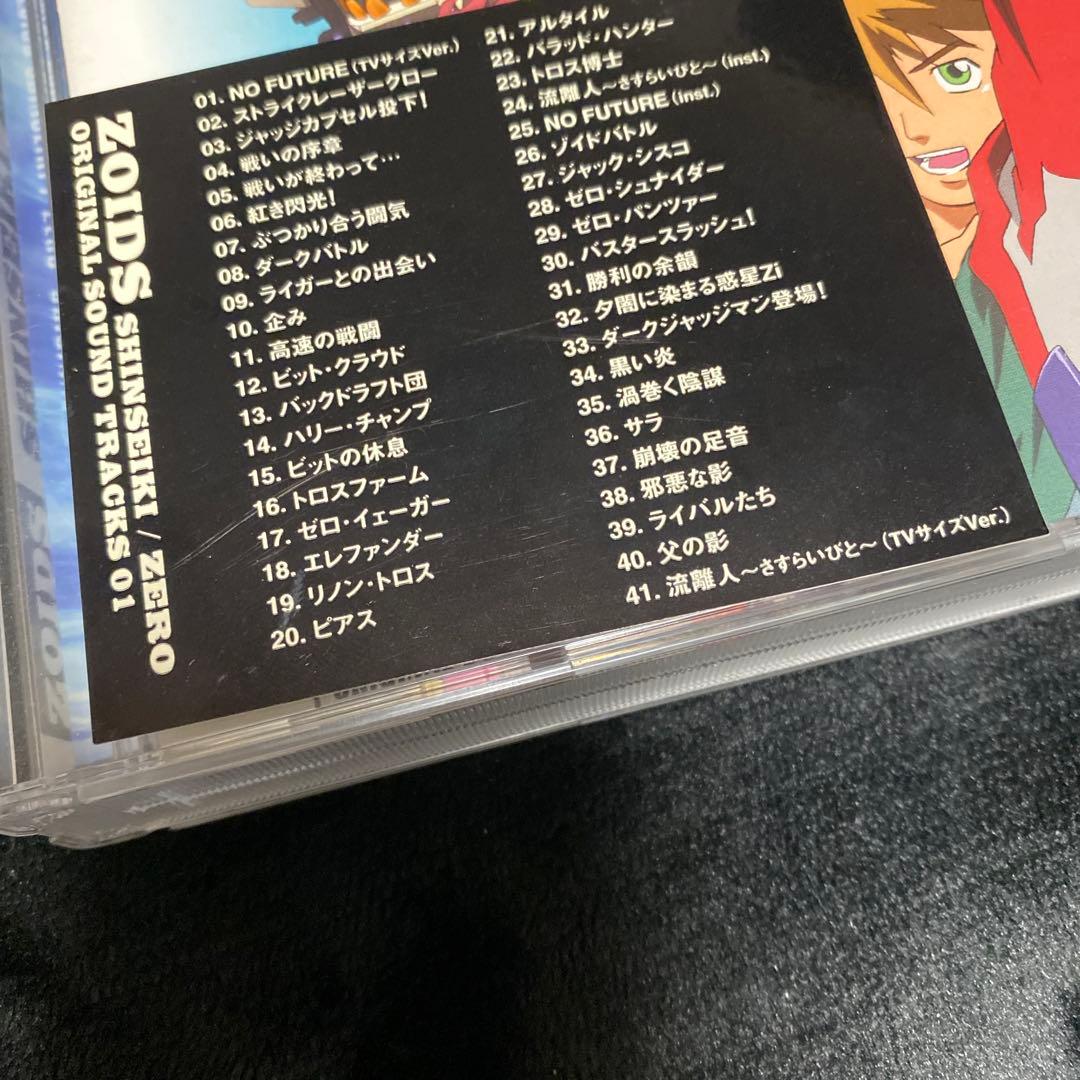 ZOIDS SHINSEIKI / ZERO
ORIGINAL SOUND TRACKS 01
01. NO FUTURE(TVサイズVer.)
02. ストライクレーザークロー
03. ジャッジカプセル投下!
04. 戦いの序章
05. 戦いが終わって…
06. 紅き閃光!
07. ぶつかり合う闘気
08. ダークバトル
09. ライガーとの出会い
10. 企み
11. 高速の戦闘
12. ビット・クラウド
13. バックドラフト団
14. ハリー・チャンプ
15. ビットの休息
16. トロスファーム
17. ゼロ・イェーガー
18. エレファンダー
19. リノン・トロス
20. ピアス
21. アルタイル
22. バラッド・ハンター
23. トロス博士
24. 流離人〜さすらいびと〜(inst.)
25. NO FUTURE(inst.)
26. ゾイドバトル
27. ジャック・シスコ
28. ゼロ・シュナイダー
29. ゼロ・パンツァー
30. バスタースラッシュ!
31. 勝利の余韻
32. 夕闇に染まる惑星Zi
33. ダークジャッジマン登場!
34. 黒い炎
35. 渦巻く陰謀
36. サラ
37. 崩壊の足音
38. 邪悪な影
39. ライバルたち
40. 父の影
41. 流離人〜さすらいびと〜(TVサイズVer.)